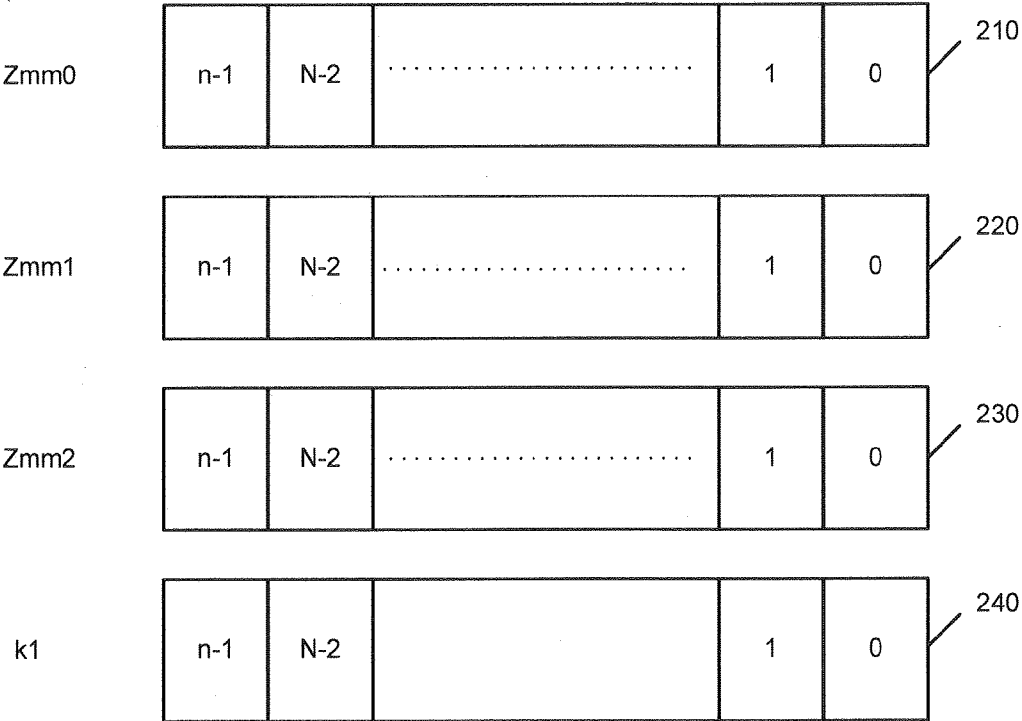 210
Zmm0 n-1 N-2 ........................ 1 0
220
Zmm1 n-1 N-2 ........................ 1 0
230
Zmm2 n-1 N-2 ........................ 1 0
240
k1 n-1 N-2 1 0